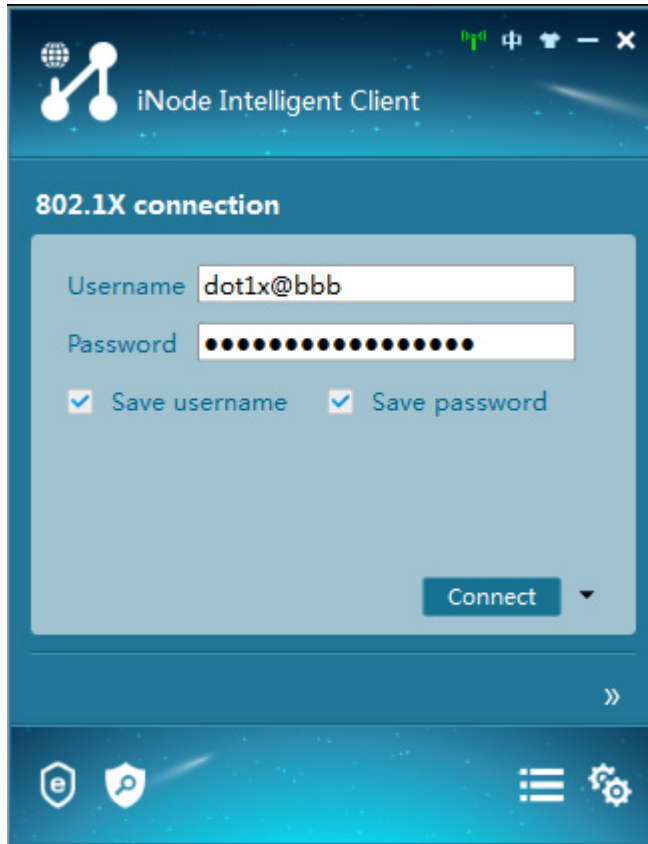 中
iNode Intelligent Client
802.1X connection
Username dot1x@bbb
Password ●●●●●●●●●●●●●●●●●
Save username Save password
Connect
»
e